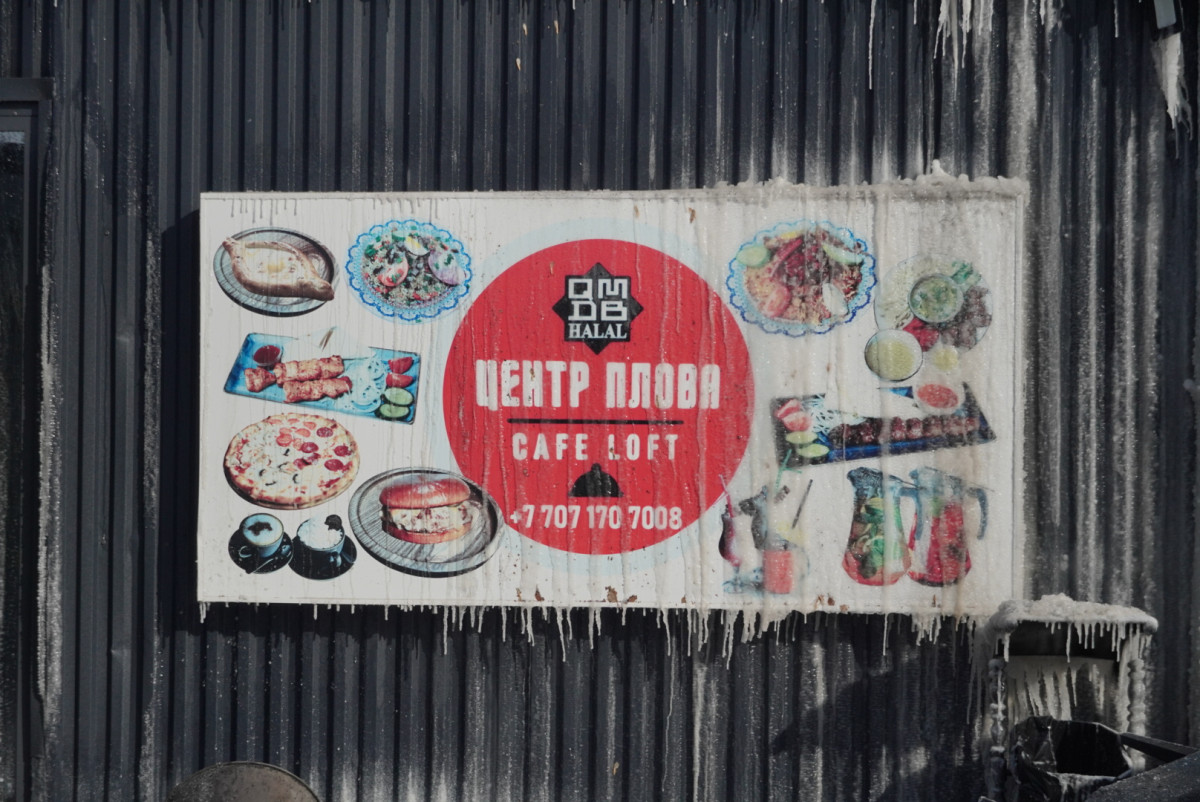 QM
DB
HALAL
ЦЕНТР ПЛОВА
CAFE LOFT
+7 707 170 7008